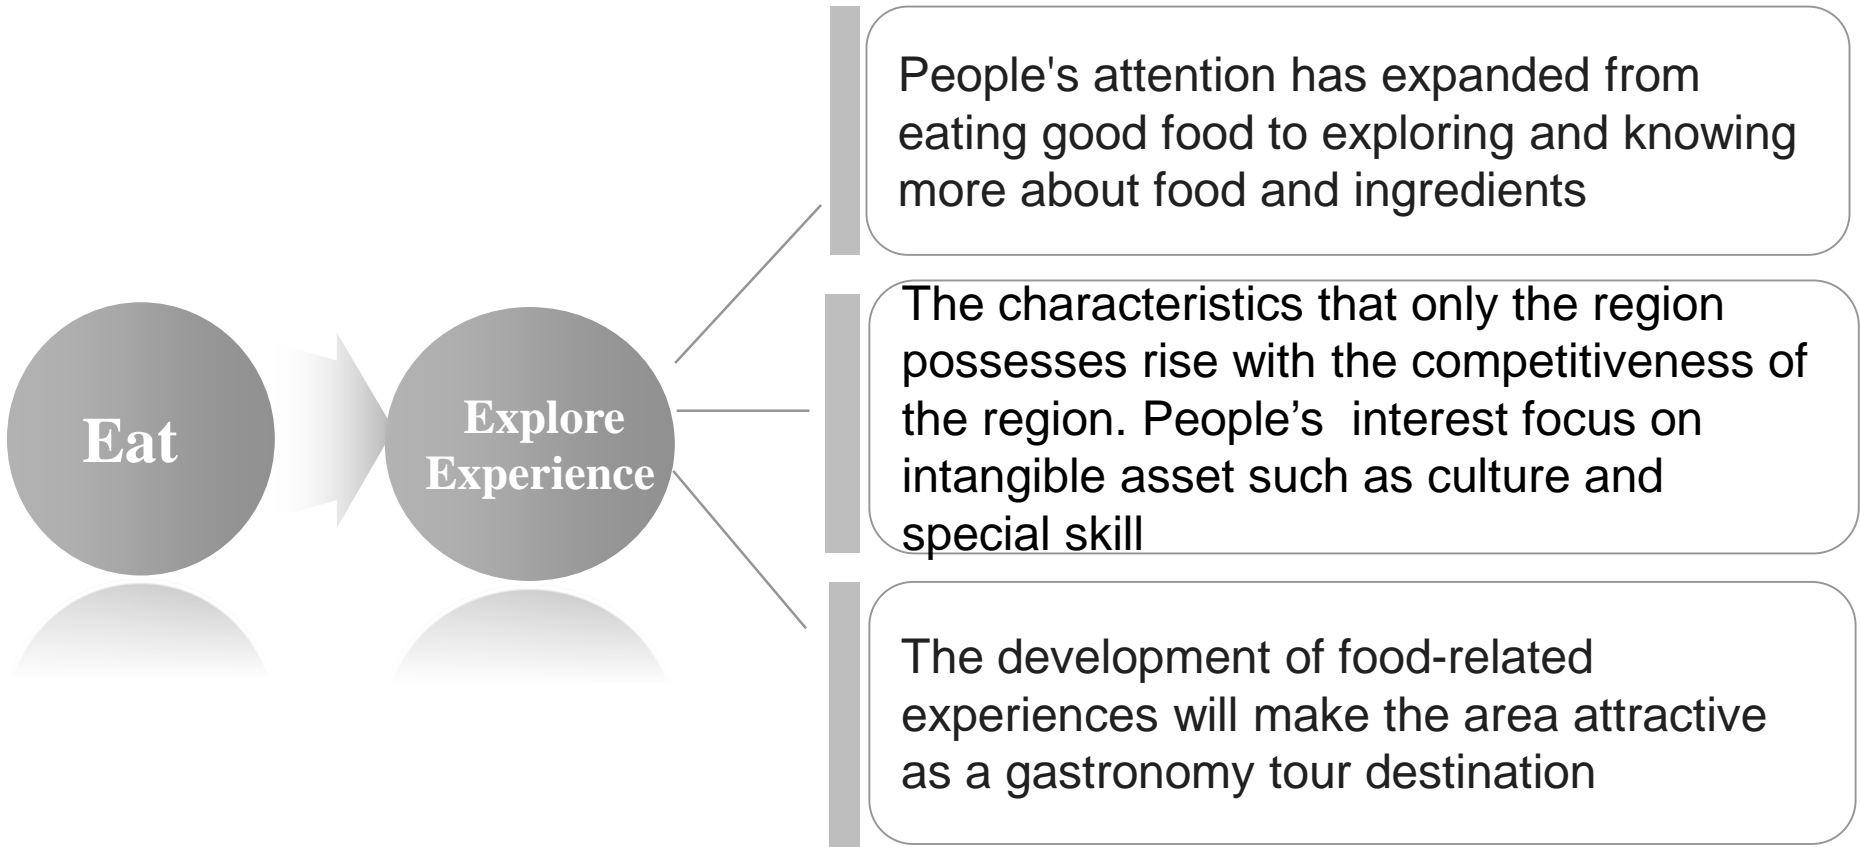 People's attention has expanded from
eating good food to exploring and knowing
more about food and ingredients
The characteristics that only the region
possesses rise with the competitiveness of
the region. People’s  interest focus on
intangible asset such as culture and
special skill
Eat
Explore
Experience
The development of food-related
experiences will make the area attractive
as a gastronomy tour destination